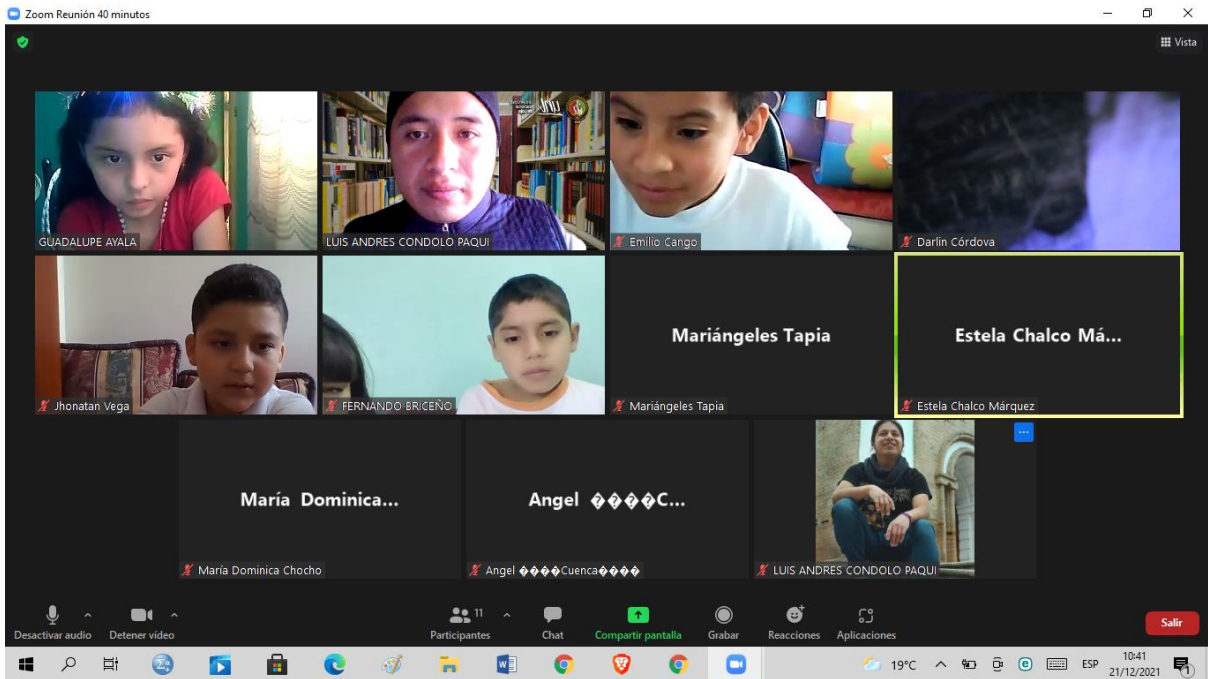 Zoom Reunión 40 minutos
Vista
GUADALUPE AYALA
LUIS ANDRES CONDOLO PAQUI
Emilio Cango
Darlin Córdova
Jhonatan Vega
FERNANDO BRICEÑO
Mariángeles Tapia
Mariángeles Tapia
Estela Chalco Má...
Estela Chalco Márquez
María Dominica...
María Dominica Chocho
Angel ����C...
Angel ����Cuenca����
LUIS ANDRES CONDOLO PAQUI
Desactivar audio
Detener vídeo
11
Participantes
Chat
Compartir pantalla
Grabar
Reacciones
Aplicaciones
Salir
19°C
ESP
10:41
21/12/2021
1